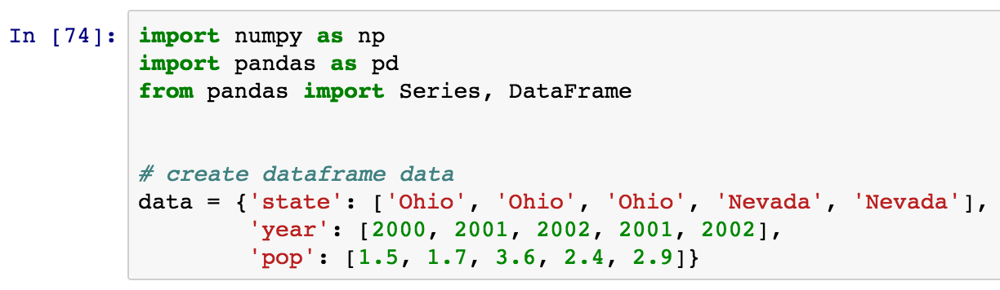 In [74]: import numpy as np
import pandas as pd
from pandas import Series, DataFrame
# create dataframe data
data = {'state': ['Ohio', 'Ohio', 'Ohio', 'Nevada', 'Nevada'],
'year': [2000, 2001, 2002, 2001, 2002],
'pop': [1.5, 1.7, 3.6, 2.4, 2.9]}